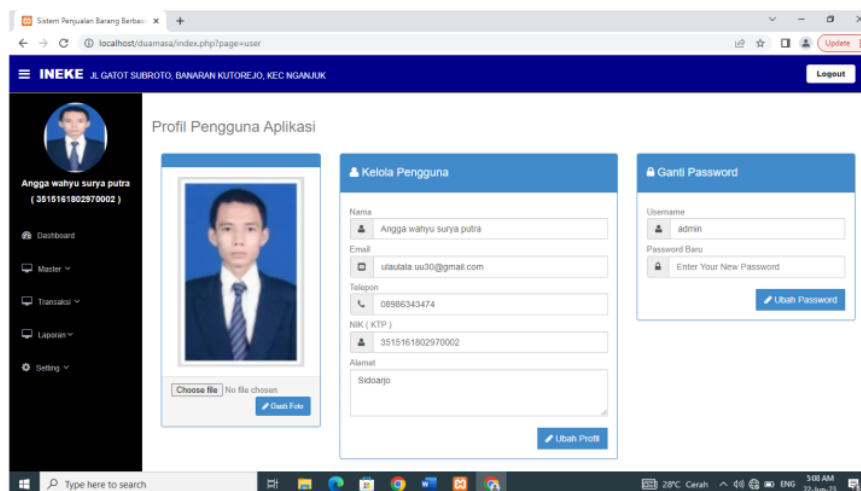 Sistem Penjualan Barang Berbas
localhost/duamasa/index.php?page=user
Update
INEKE JL GATOT SUBROTO, BANARAN KUTOREJO, KEC NGANJUK
Logout
Angga wahyu surya putra
( 3515161802970002 )
Dashboard
Master
Transaksi
Laporan
Setting
Profil Pengguna Aplikasi
Choose file No file chosen
Ganti Foto
Kelola Pengguna
Nama
Angga wahyu surya putra
Email
ulaulala.uu30@gmail.com
Telepon
08986343474
NIK ( KTP )
3515161802970002
Alamat
Sidoarjo
Ubah Profil
Ganti Password
Username
admin
Password Baru
Enter Your New Password
Ubah Password
Type here to search
28°C Cerah
ENG
5:08 AM
22-Jun-23